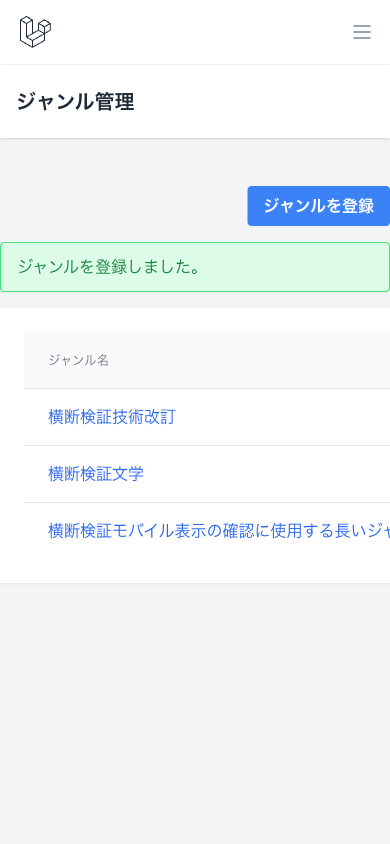 ジャンル管理
ジャンルを登録
ジャンルを登録しました。
ジャンル名
横断検証技術改訂
横断検証文学
横断検証モバイル表示の確認に使用する長いジャ